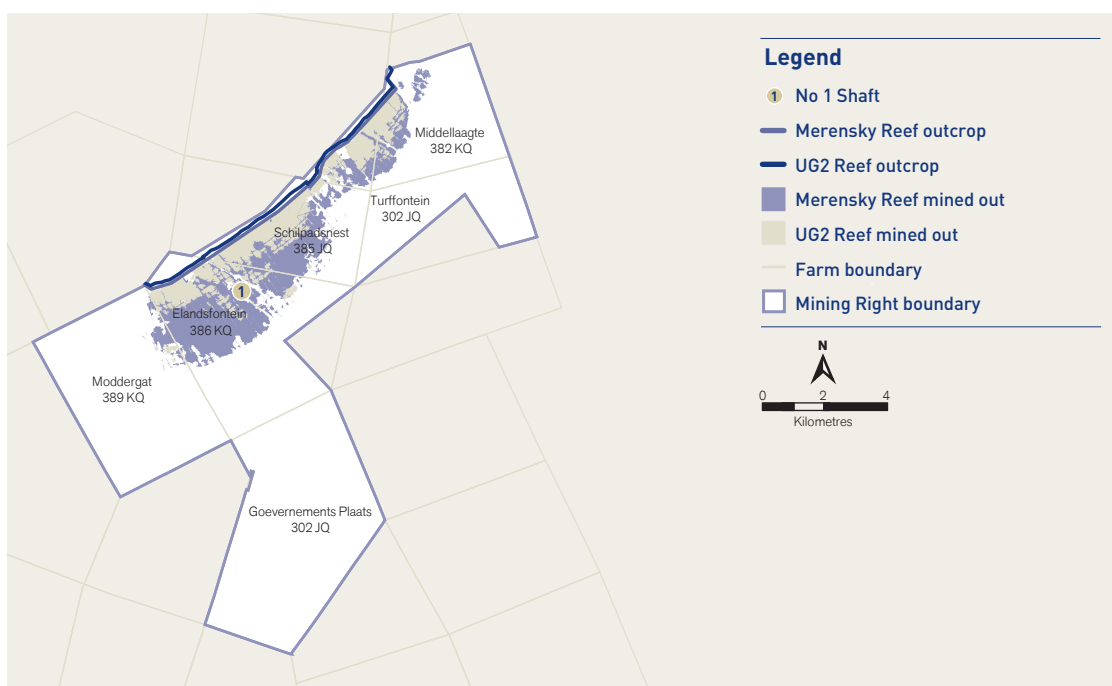 Middellaagte
382 KQ
Turffontein
302 JQ
Schilpadsnest
385 JQ
1
Elandsfontein
386 KQ
Moddergat
389 KQ
Goevernements Plaats
302 JQ
Legend
1 No 1 Shaft
Merensky Reef outcrop
UG2 Reef outcrop
Merensky Reef mined out
UG2 Reef mined out
Farm boundary
Mining Right boundary
N
0 2 4
Kilometres